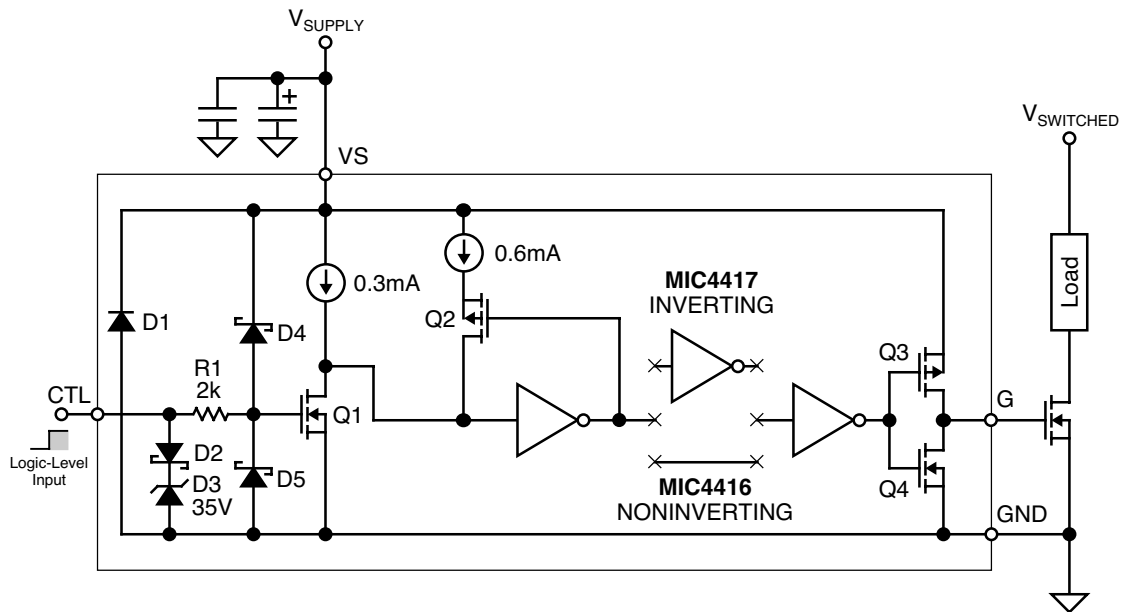 VSUPPLY
+
VS
VSWITCHED
0.6mA
0.3mA
MIC4417
INVERTING
Load
D1
D4
Q2
Q3
R1
2k
CTL
Q1
G
Logic-Level
Input
D2
D3
35V
D5
MIC4416
NONINVERTING
Q4
GND